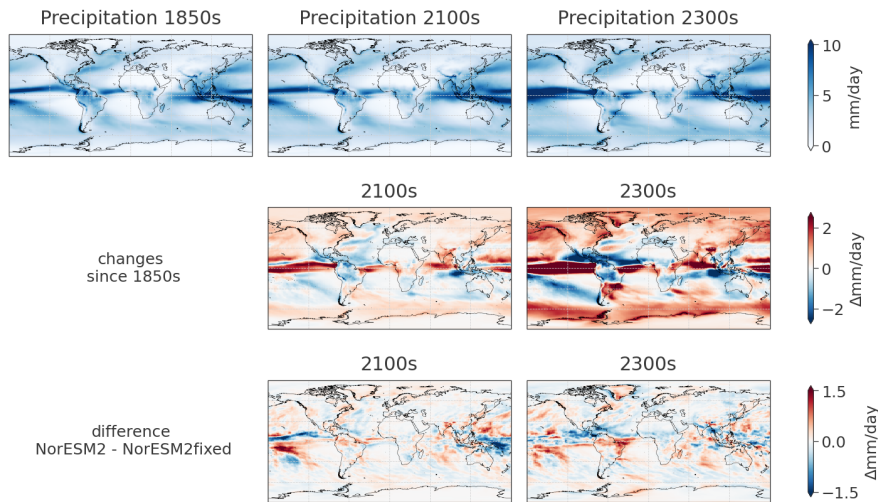 Precipitation 1850s
Precipitation 2100s
Precipitation 2300s
10
5
0
mm/day
changes
since 1850s
2100s
2300s
2
0
−2
Δmm/day
difference
NorESM2 - NorESM2fixed
2100s
2300s
1.5
0.0
−1.5
Δmm/day